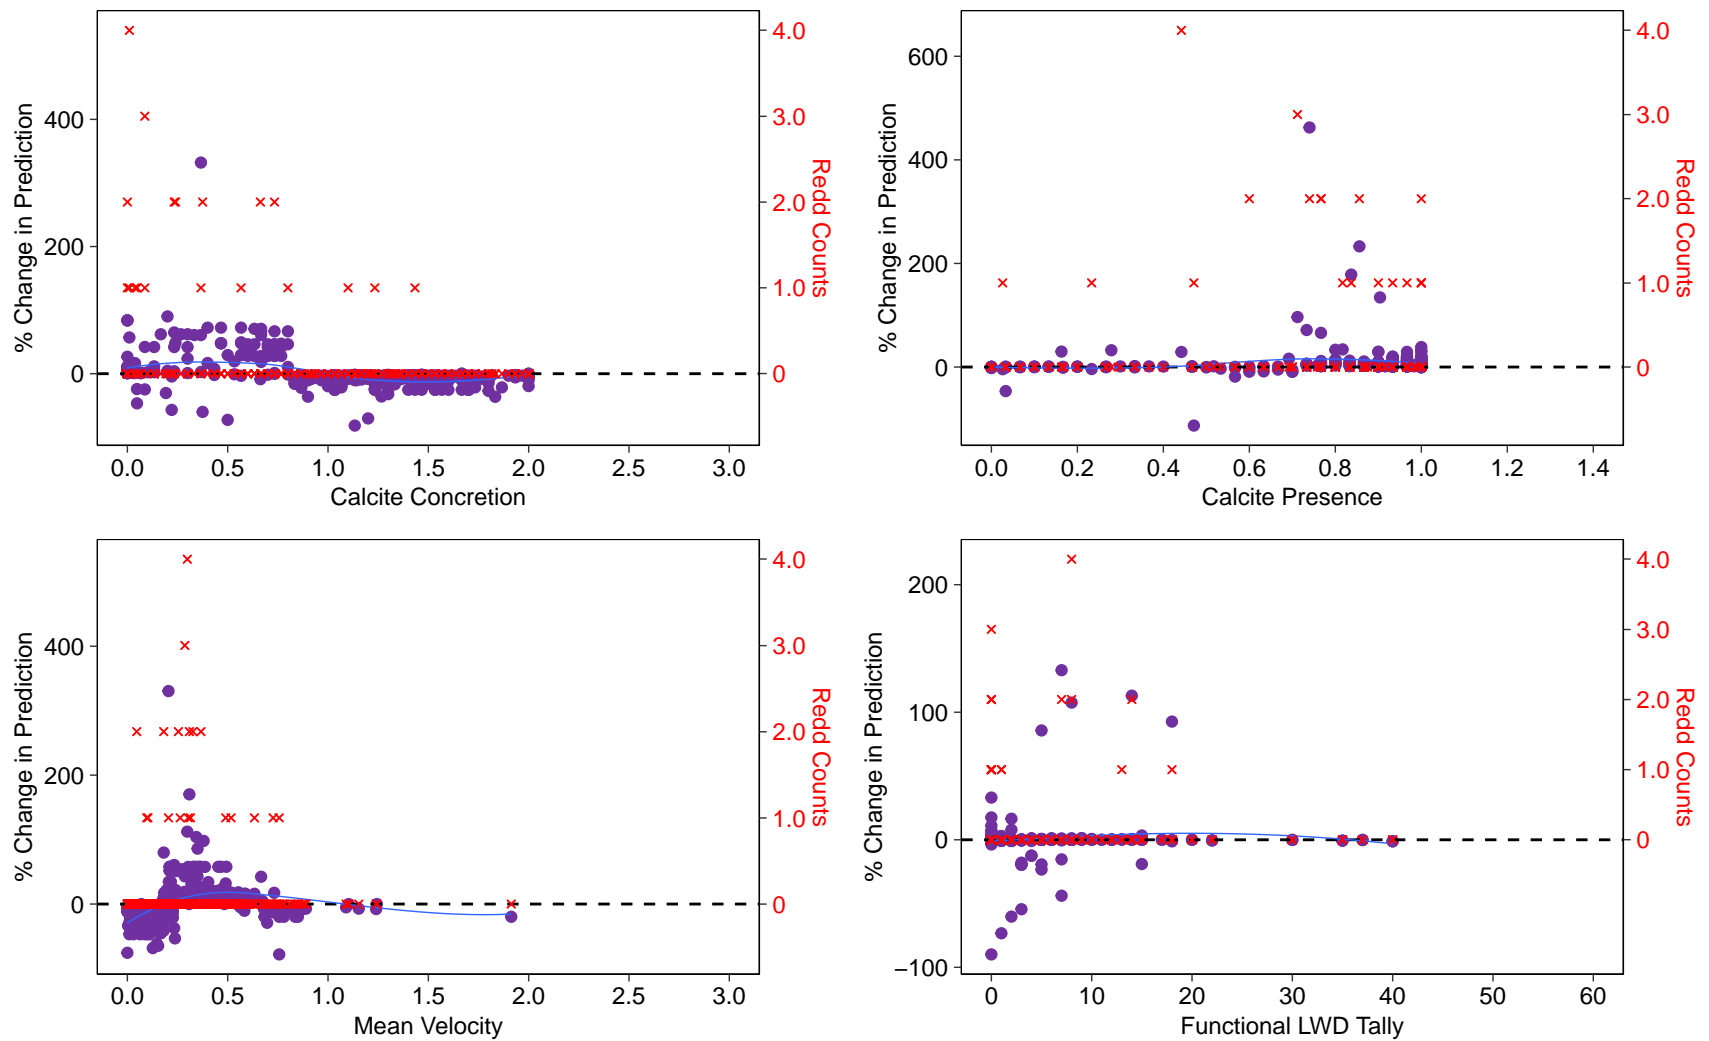 % Change in Prediction
400
200
0
4.0
3.0
2.0
1.0
0
Redd Counts
0.0 0.5 1.0 1.5 2.0 2.5 3.0
Calcite Concretion
% Change in Prediction
600
400
200
0
4.0
3.0
2.0
1.0
0
Redd Counts
0.0 0.2 0.4 0.6 0.8 1.0 1.2 1.4
Calcite Presence
% Change in Prediction
400
200
0
4.0
3.0
2.0
1.0
0
Redd Counts
0.0 0.5 1.0 1.5 2.0 2.5 3.0
Mean Velocity
% Change in Prediction
200
100
0
−100
4.0
3.0
2.0
1.0
0
Redd Counts
0 10 20 30 40 50 60
Functional LWD Tally